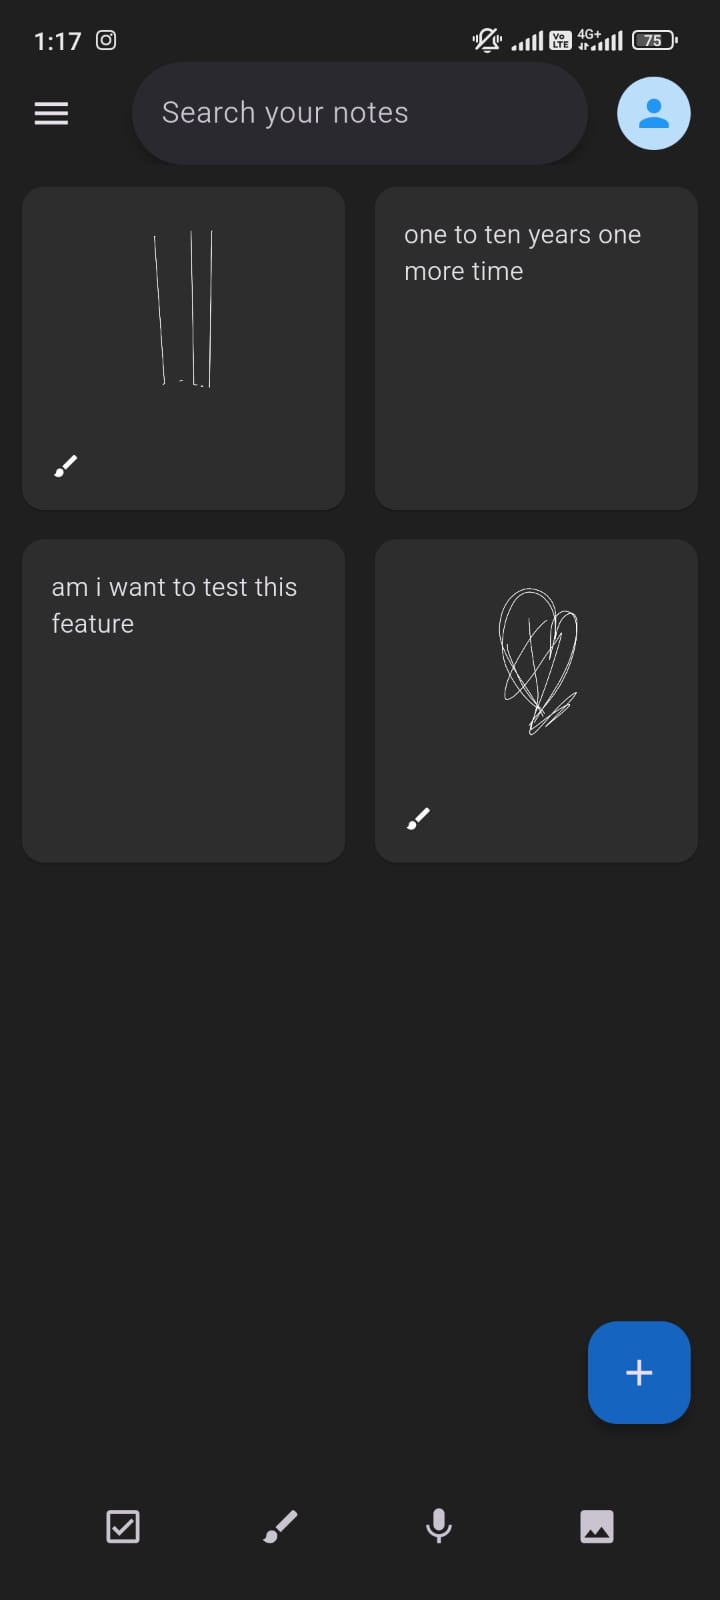 1:17
Vo LTE 4G+ 75
Search your notes
one to ten years one
more time
am i want to test this
feature